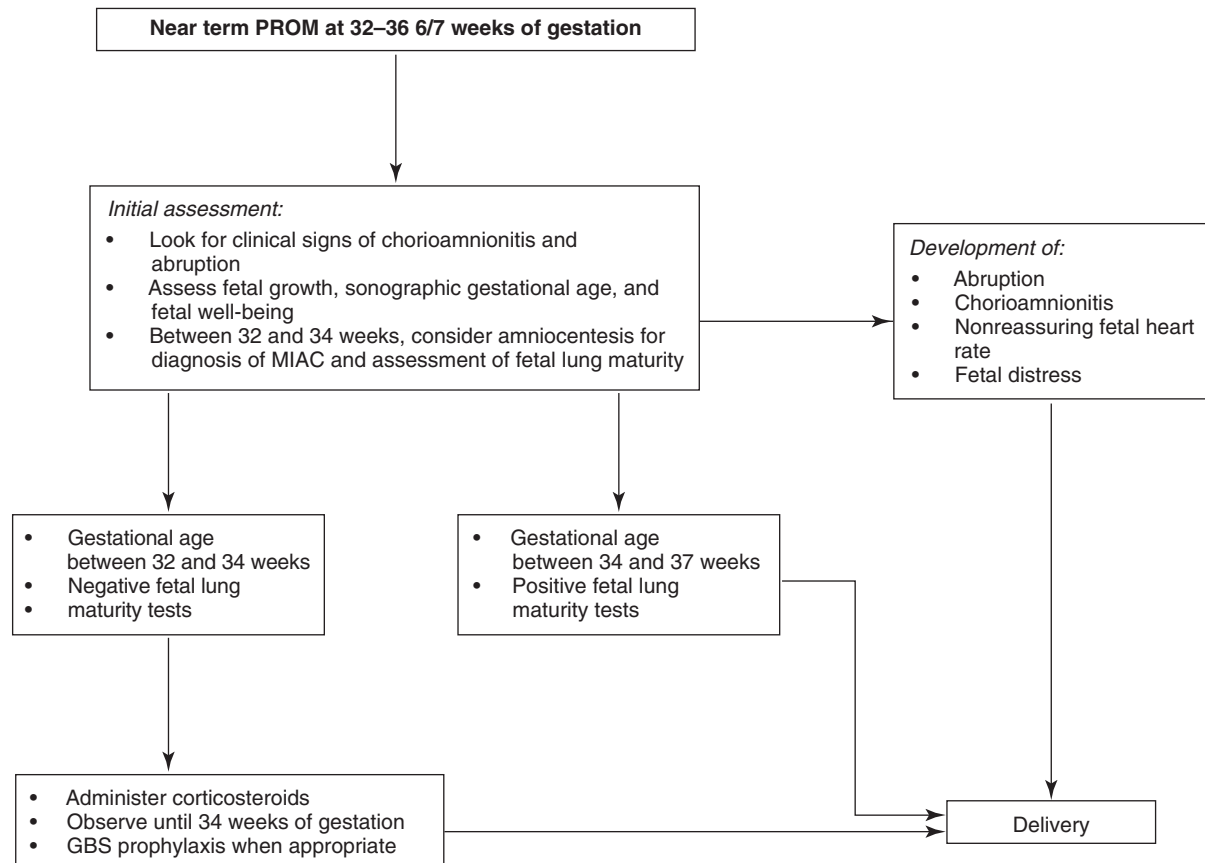 Near term PROM at 32–36 6/7 weeks of gestation
Initial assessment:
• Look for clinical signs of chorioamnionitis and
abruption
• Assess fetal growth, sonographic gestational age, and
fetal well-being
• Between 32 and 34 weeks, consider amniocentesis for
diagnosis of MIAC and assessment of fetal lung maturity
Development of:
• Abruption
• Chorioamnionitis
• Nonreassuring fetal heart
rate
• Fetal distress
• Gestational age
between 32 and 34 weeks
• Negative fetal lung
• maturity tests
• Gestational age
between 34 and 37 weeks
• Positive fetal lung
maturity tests
• Administer corticosteroids
• Observe until 34 weeks of gestation
• GBS prophylaxis when appropriate
Delivery